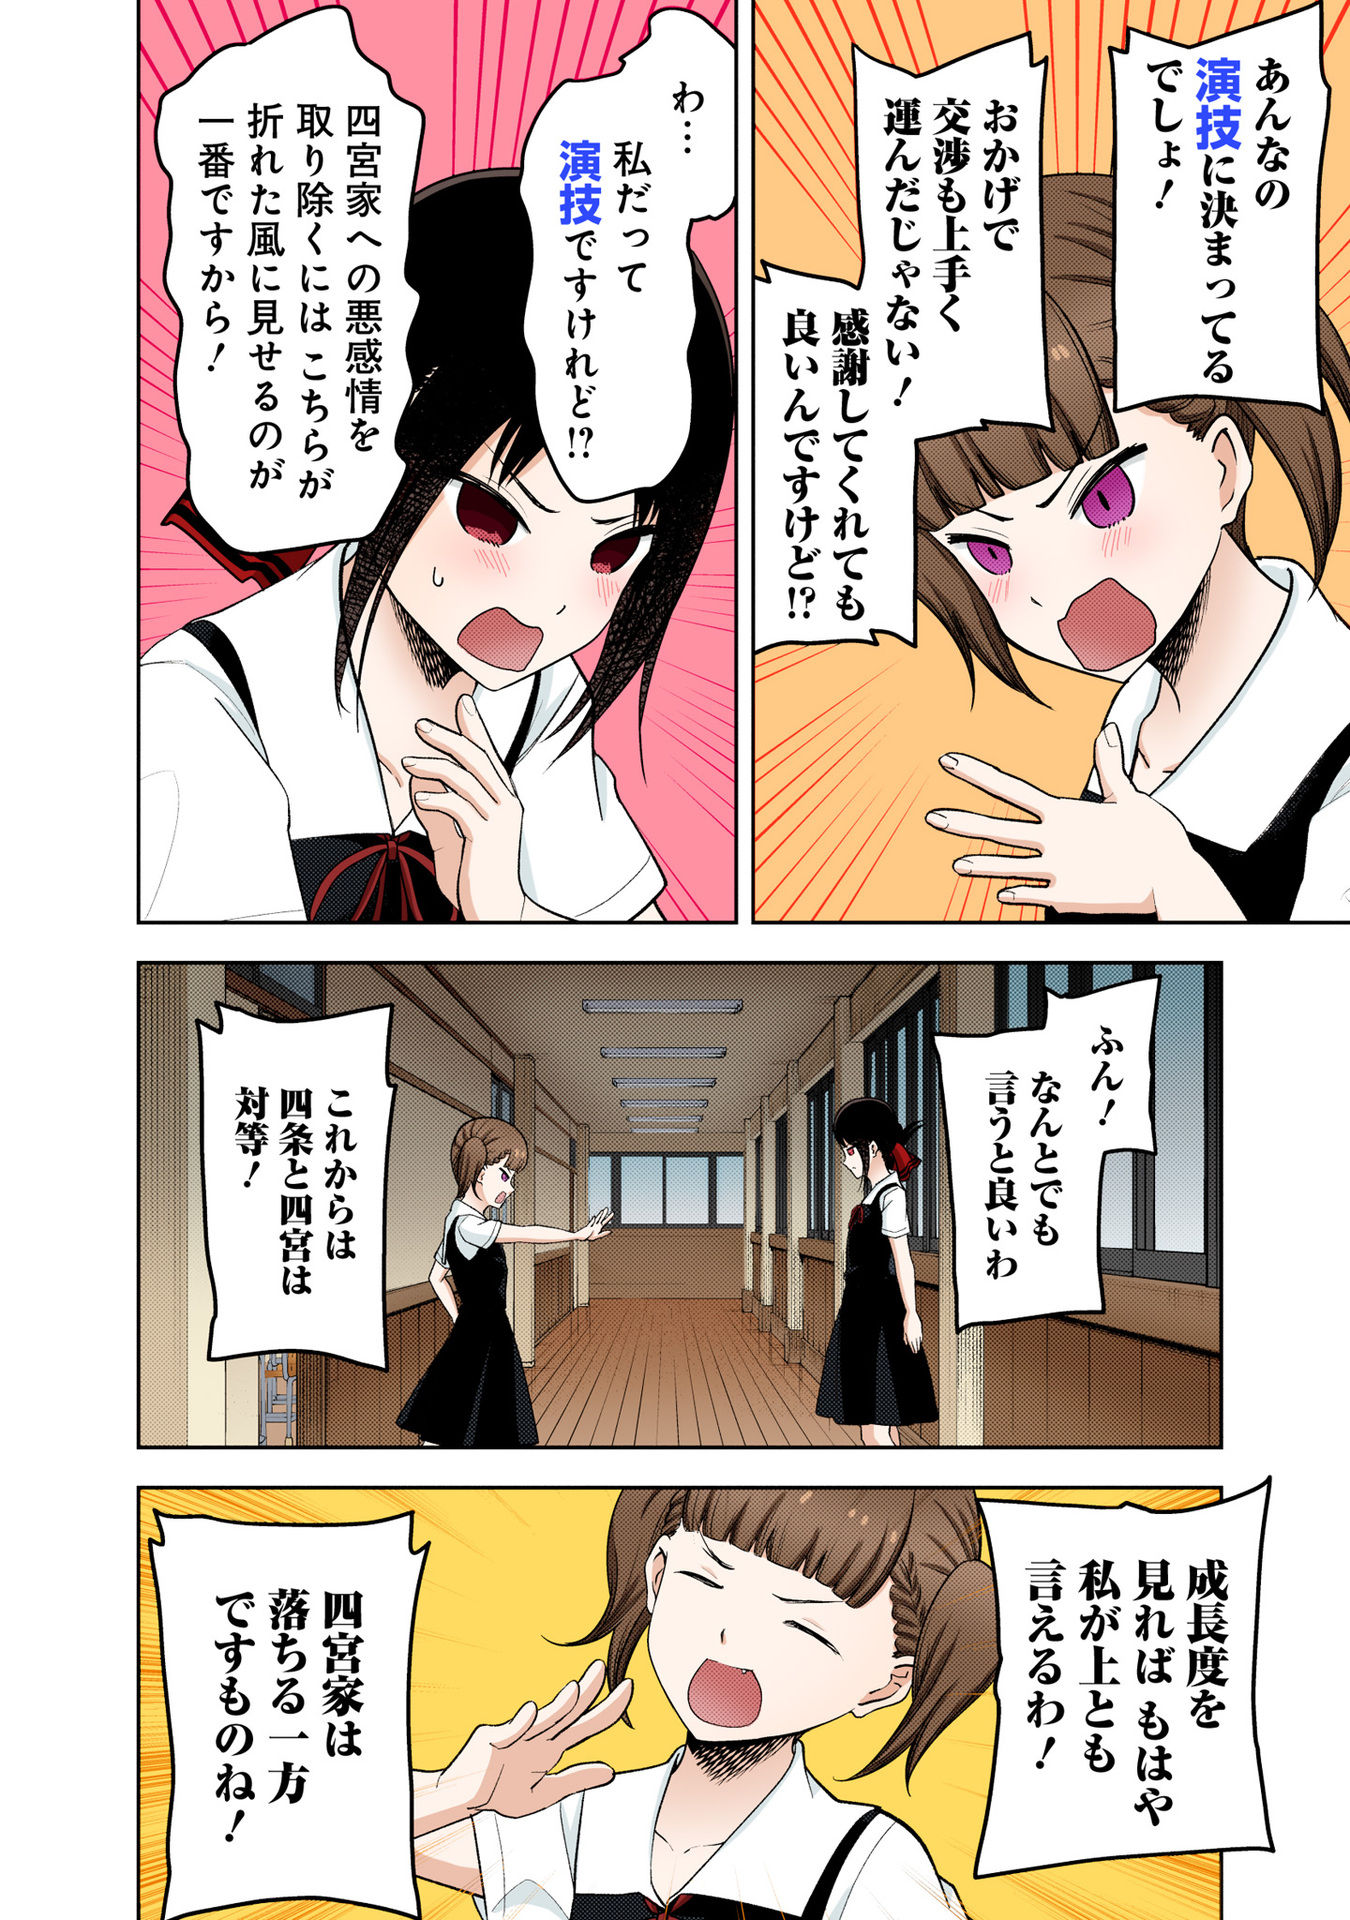 あんなの
演技に決まってる
でしょ！
おかげで
交渉も上手く
運んだじゃない！
感謝してくれても
良いんですけど!?
わ…
私だって
演技ですけれど!?
四宮家への悪感情を
取り除くには こちらが
折れた風に見せるのが
一番ですから！
ふん！
なんとでも
言うと良いわ
これからは
四条と四宮は
対等！
成長度を
見れば もはや
私が上とも
言えるわ！
四宮家は
落ちる一方
ですものね！